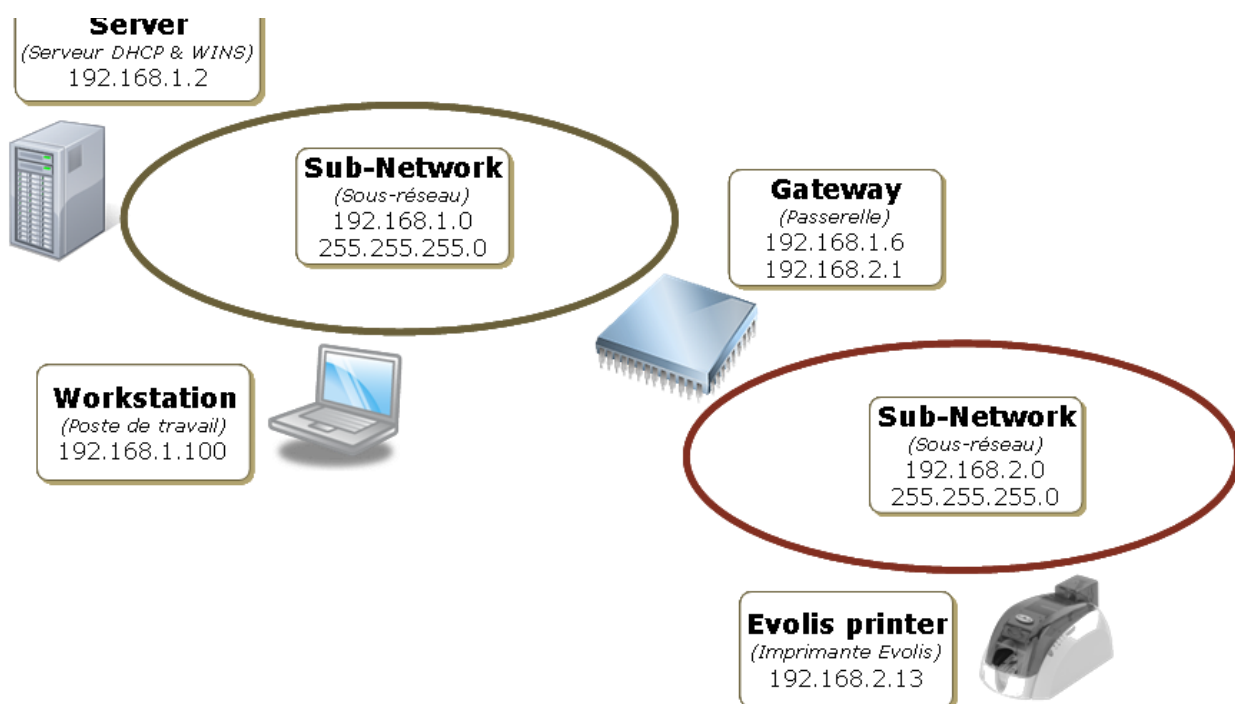 Server
(Serveur DHCP & WINS)
192.168.1.2
Sub-Network
(Sous-réseau)
192.168.1.0
255.255.255.0
Gateway
(Passerelle)
192.168.1.6
192.168.2.1
Workstation
(Poste de travail)
192.168.1.100
Sub-Network
(Sous-réseau)
192.168.2.0
255.255.255.0
Evolis printer
(Imprimante Evolis)
192.168.2.13